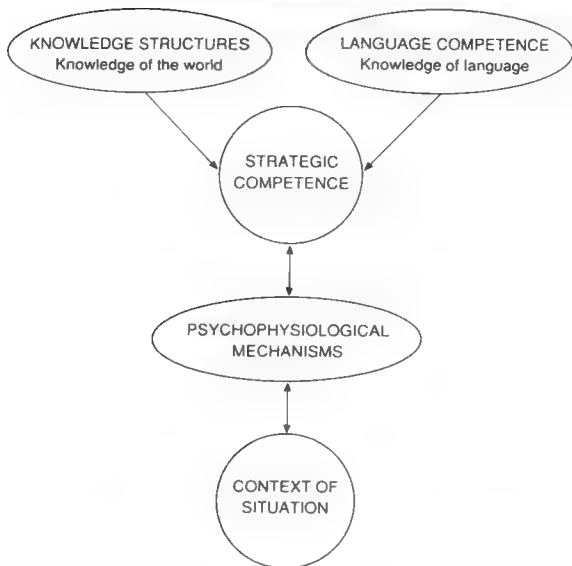 KNOWLEDGE STRUCTURES
Knowledge of the world
LANGUAGE COMPETENCE
Knowledge of language
STRATEGIC
COMPETENCE
PSYCHOPHYSIOLOGICAL
MECHANISMS
CONTEXT OF
SITUATION